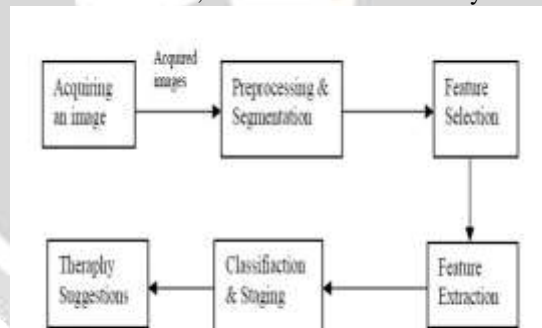 Acquired
images
Acquiring
an image
Preprocessing &
Segmentation
Feature
Selection
Feature
Extraction
Classifiaction
& Staging
Theraphy
Suggestions